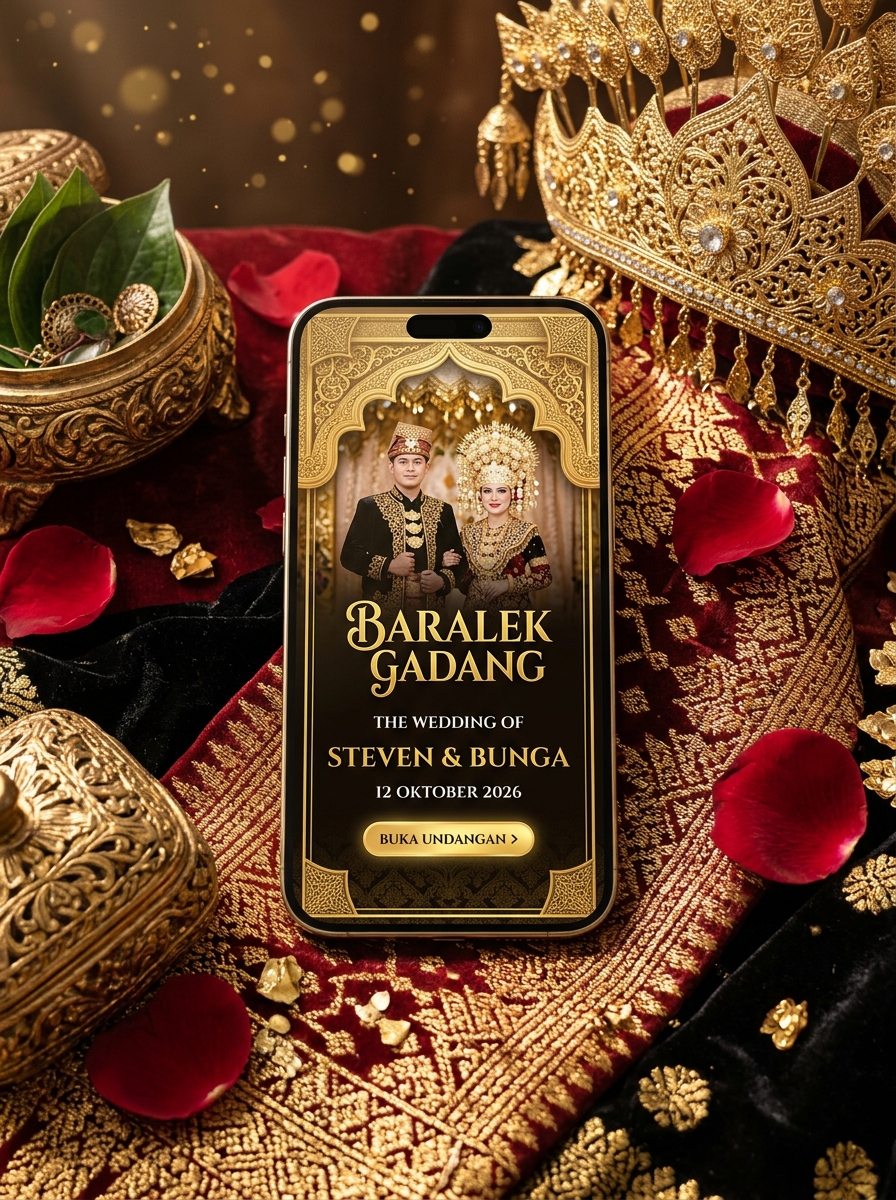 BARALEK
GADANG
THE WEDDING OF
STEVEN & BUNGA
12 OKTOBER 2026
BUKA UNDANGAN >